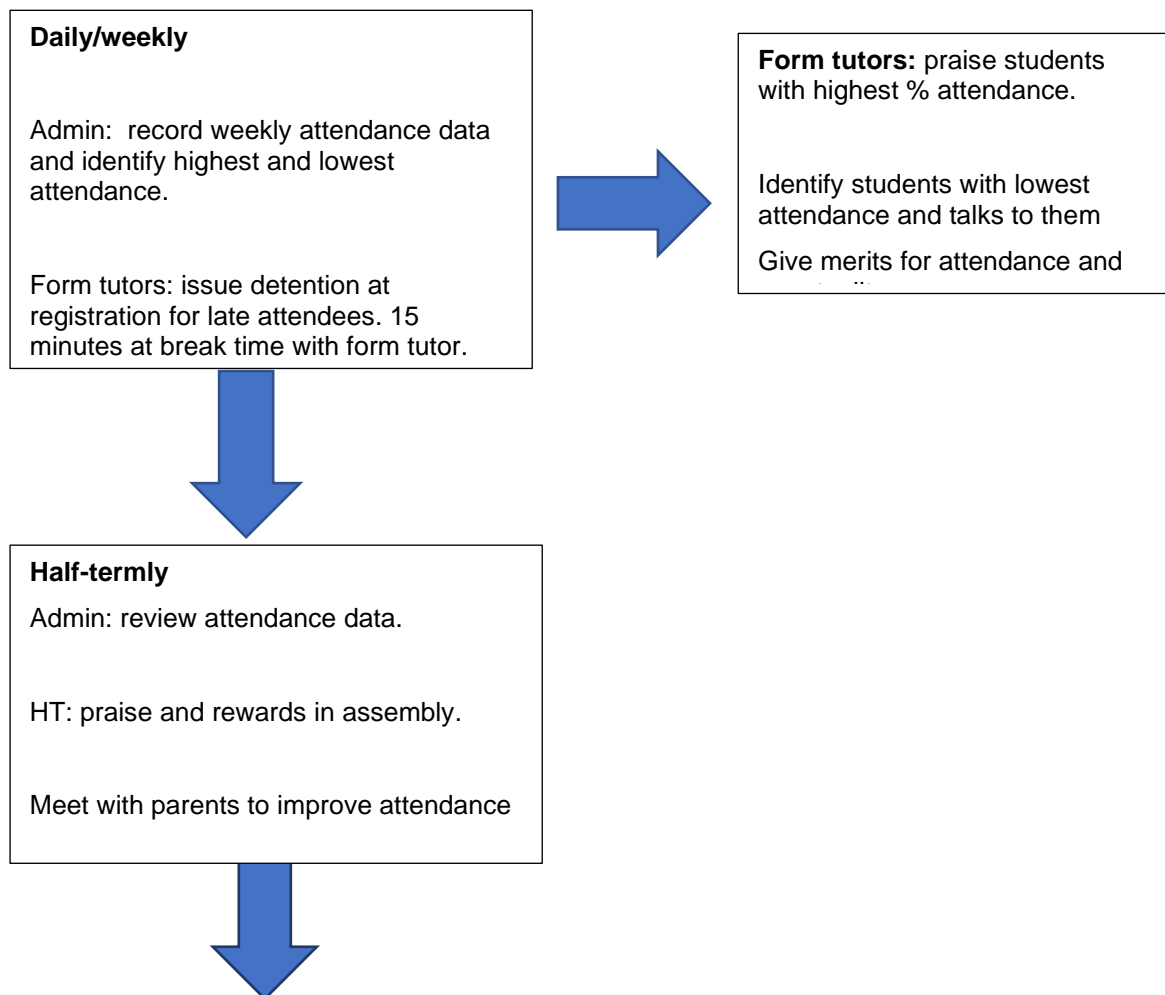 Daily/weekly
Admin:  record weekly attendance data
and identify highest and lowest
attendance.
Form tutors: issue detention at
registration for late attendees. 15
minutes at break time with form tutor.
Form tutors: praise students
with highest % attendance.
Identify students with lowest
attendance and talks to them
Give merits for attendance and
Half-termly
Admin: review attendance data.
HT: praise and rewards in assembly.
Meet with parents to improve attendance